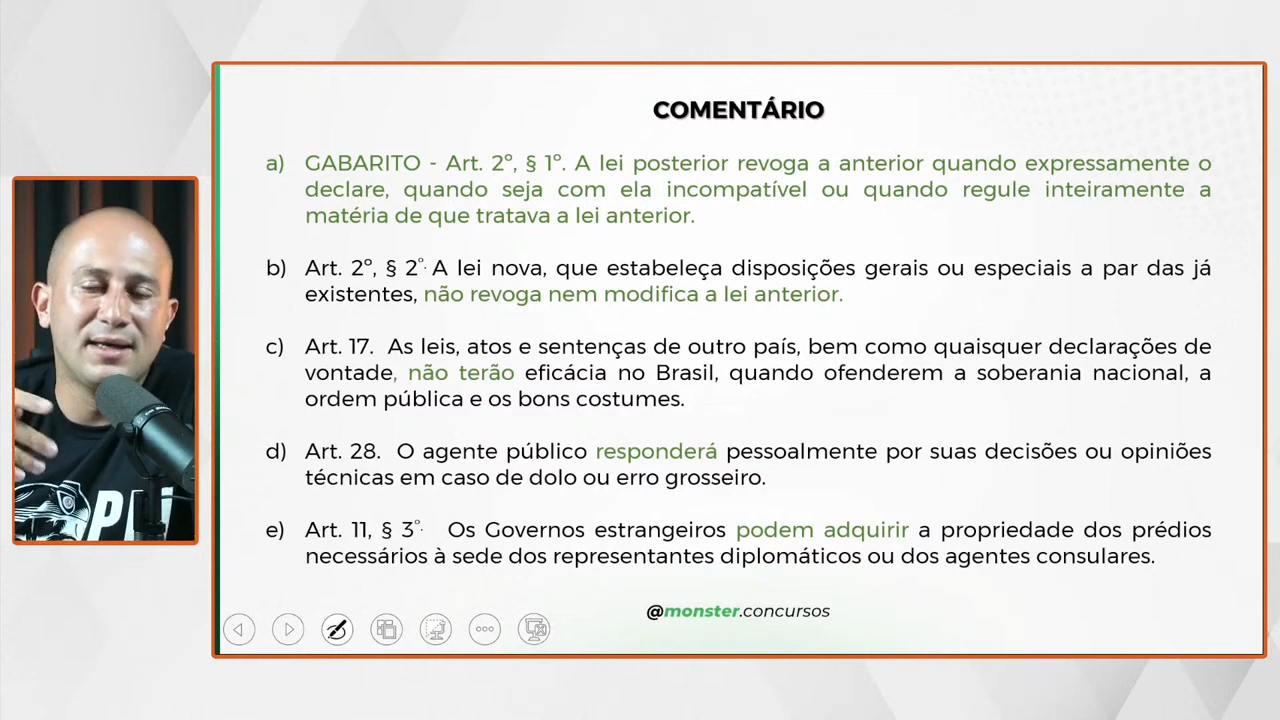 COMENTÁRIO
a) GABARITO - Art. 2º, § 1º. A lei posterior revoga a anterior quando expressamente o
declare, quando seja com ela incompatível ou quando regule inteiramente a
matéria de que tratava a lei anterior.
b) Art. 2º, § 2°. A lei nova, que estabeleça disposições gerais ou especiais a par das já
existentes, não revoga nem modifica a lei anterior.
c) Art. 17. As leis, atos e sentenças de outro país, bem como quaisquer declarações de
vontade, não terão eficácia no Brasil, quando ofenderem a soberania nacional, a
ordem pública e os bons costumes.
d) Art. 28. O agente público responderá pessoalmente por suas decisões ou opiniões
técnicas em caso de dolo ou erro grosseiro.
e) Art. 11, § 3°. Os Governos estrangeiros podem adquirir a propriedade dos prédios
necessários à sede dos representantes diplomáticos ou dos agentes consulares.
@monster.concursos